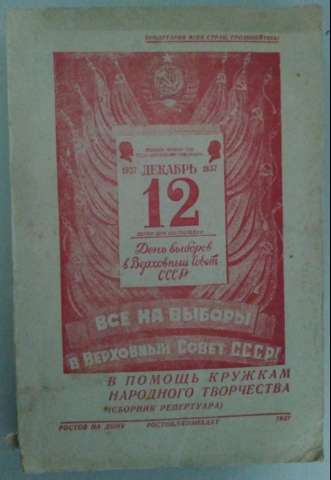 ПРОЛЕТАРИИ ВСЕХ СТРАН, СОЕДИНЯЙТЕСЬ!
1937 ДЕКАБРЬ 1937
12
День выборов
в Верховный Совет
СССР
ВСЕ НА ВЫБОРЫ
В ВЕРХОВНЫЙ СОВЕТ СССР!
В ПОМОЩЬ КРУЖКАМ
НАРОДНОГО ТВОРЧЕСТВА
(СБОРНИК РЕПЕРТУАРА)
РОСТОВ НА ДОНУ 1937